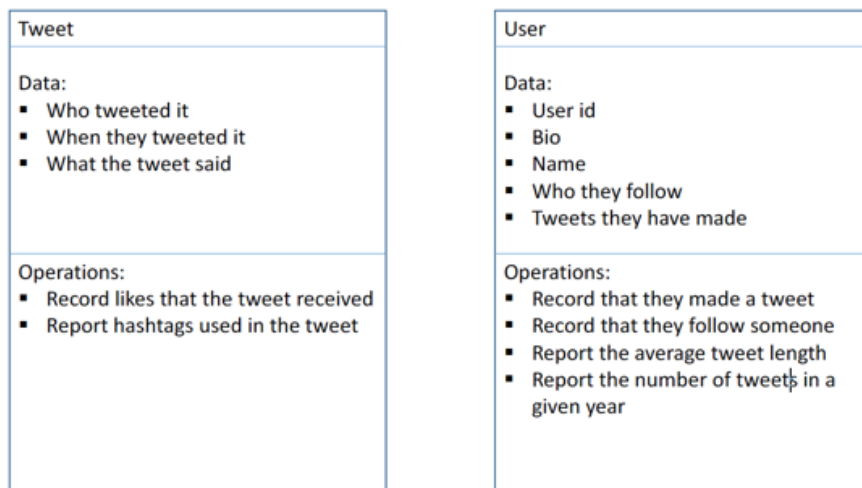 Tweet
Data:
▪ Who tweeted it
▪ When they tweeted it
▪ What the tweet said
Operations:
▪ Record likes that the tweet received
▪ Report hashtags used in the tweet
User
Data:
▪ User id
▪ Bio
▪ Name
▪ Who they follow
▪ Tweets they have made
Operations:
▪ Record that they made a tweet
▪ Record that they follow someone
▪ Report the average tweet length
▪ Report the number of tweets in a
given year